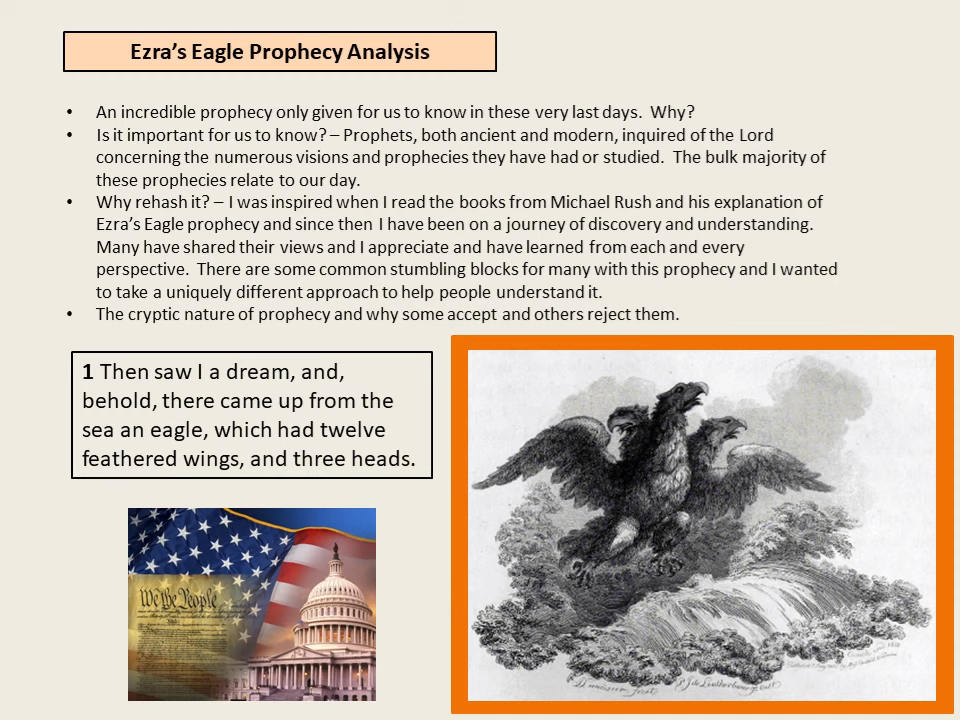 Ezra’s Eagle Prophecy Analysis
• An incredible prophecy only given for us to know in these very last days.  Why?
• Is it important for us to know? – Prophets, both ancient and modern, inquired of the Lord
concerning the numerous visions and prophecies they have had or studied.  The bulk majority of
these prophecies relate to our day.
• Why rehash it? – I was inspired when I read the books from Michael Rush and his explanation of
Ezra’s Eagle prophecy and since then I have been on a journey of discovery and understanding.
Many have shared their views and I appreciate and have learned from each and every
perspective.  There are some common stumbling blocks for many with this prophecy and I wanted
to take a uniquely different approach to help people understand it.
• The cryptic nature of prophecy and why some accept and others reject them.
1 Then saw I a dream, and,
behold, there came up from the
sea an eagle, which had twelve
feathered wings, and three heads.
We the People